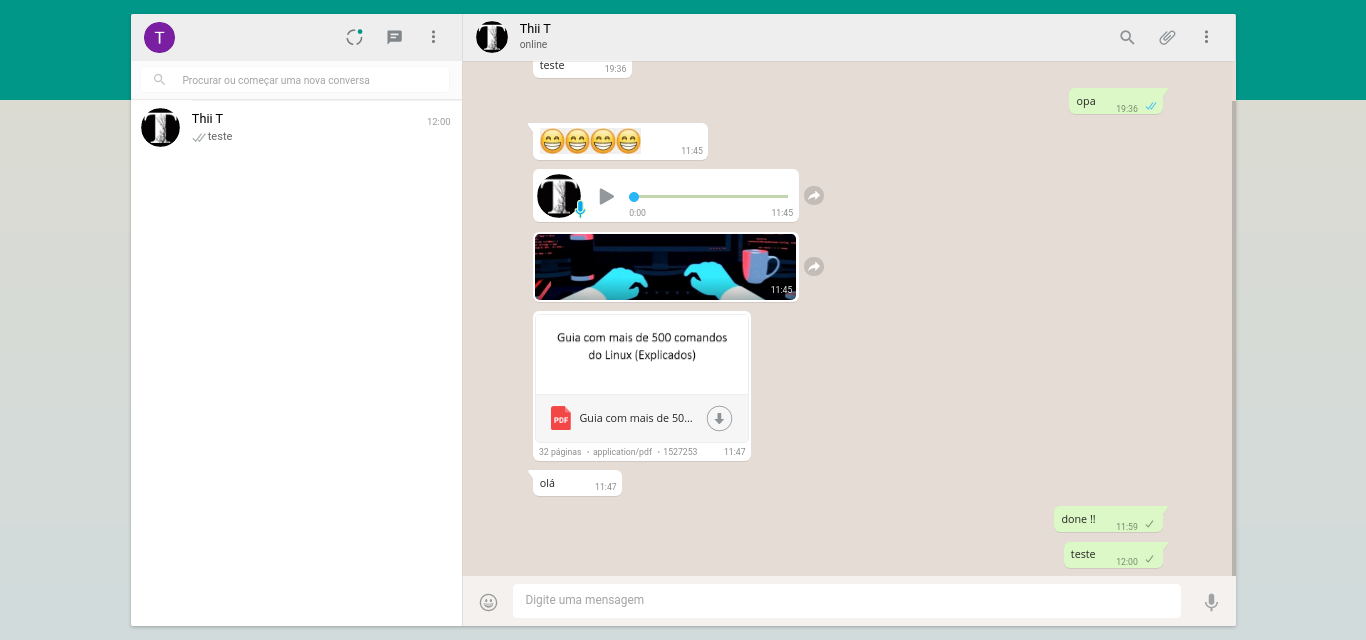 T
Procurar ou começar uma nova conversa
Thii T
12:00
teste
Thii T
online
teste 19:36
opa 19:36
11:45
T
0:00 11:45
11:45
Guia com mais de 500 comandos
do Linux (Explicados)
PDF Guia com mais de 50...
32 páginas • application/pdf • 1527253 11:47
olá 11:47
done !! 11:59
teste 12:00
Digite uma mensagem